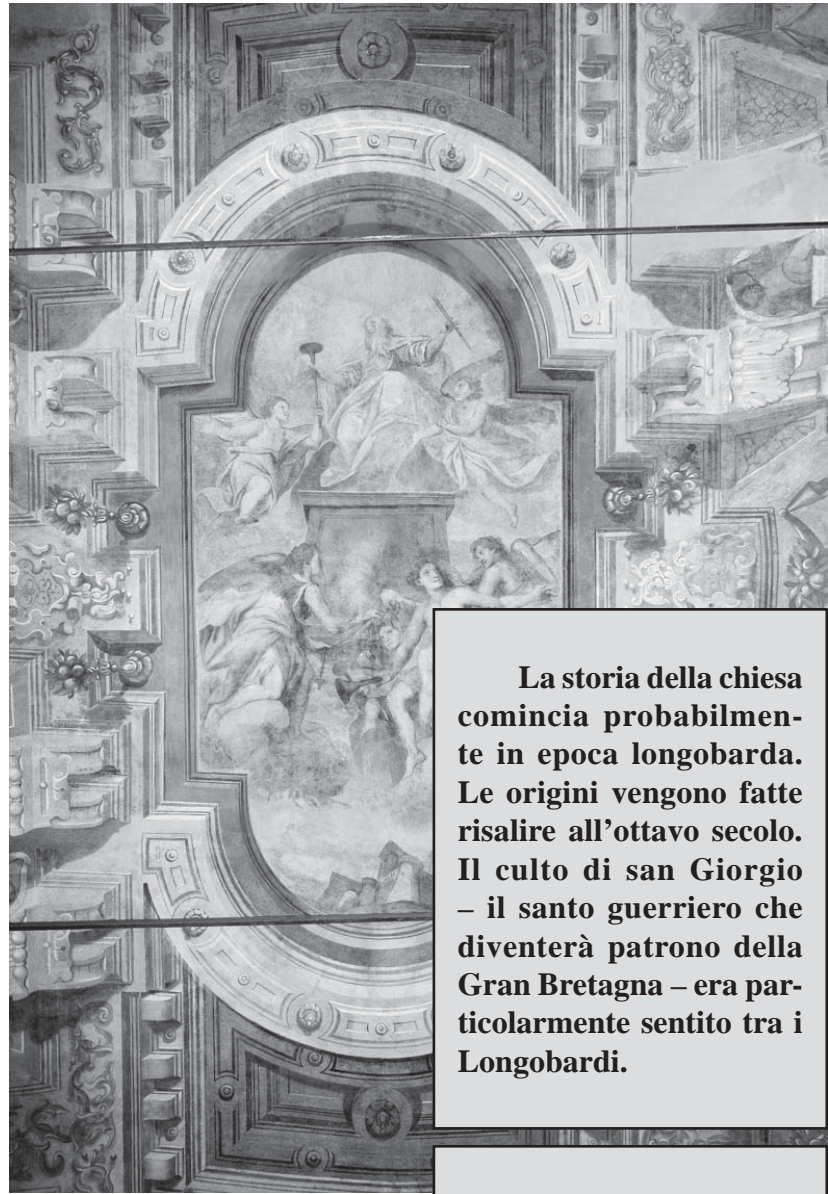 La storia della chiesa
comincia probabilmen-
te in epoca longobarda.
Le origini vengono fatte
risalire all’ottavo secolo.
Il culto di san Giorgio
– il santo guerriero che
diventerà patrono della
Gran Bretagna – era par-
ticolarmente sentito tra i
Longobardi.